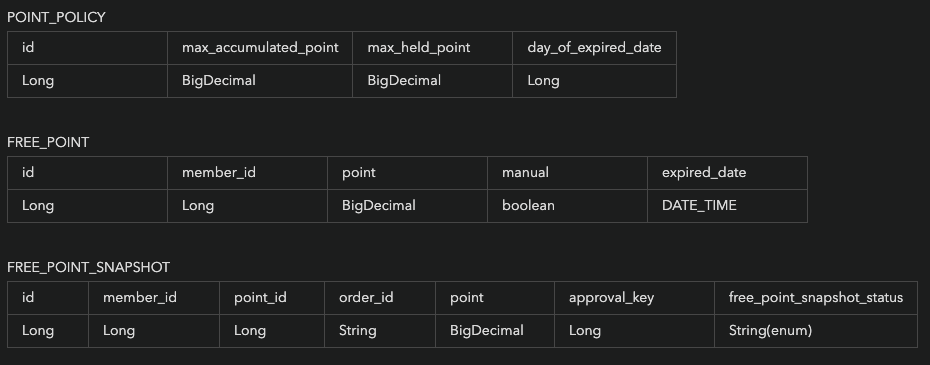 POINT_POLICY
id max_accumulated_point max_held_point day_of_expired_date
Long BigDecimal BigDecimal Long
FREE_POINT
id member_id point manual expired_date
Long Long BigDecimal boolean DATE_TIME
FREE_POINT_SNAPSHOT
id member_id point_id order_id point approval_key free_point_snapshot_status
Long Long Long String BigDecimal Long String(enum)